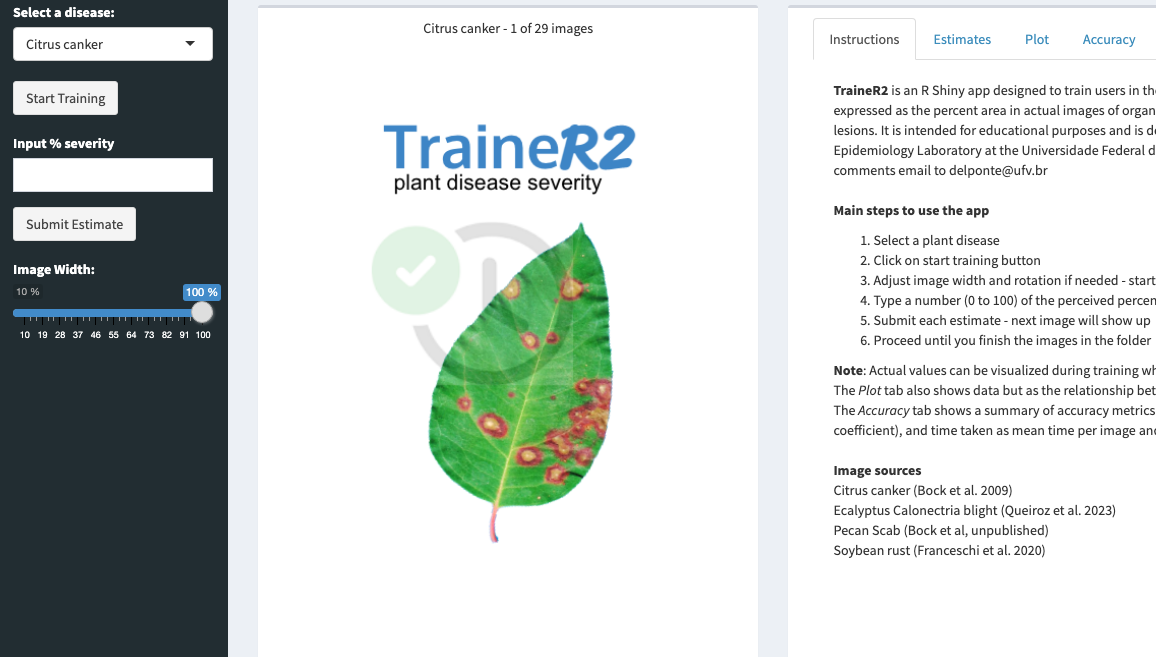 Select a disease:
Citrus canker
Start Training
Input % severity
Submit Estimate
Image Width:
10 %
100 %
10 19 28 37 46 55 64 73 82 91 100
Citrus canker - 1 of 29 images
TraineR2
plant disease severity
Instructions Estimates Plot Accuracy
TraineR2 is an R Shiny app designed to train users in the
expressed as the percent area in actual images of organ
lesions. It is intended for educational purposes and is de
Epidemiology Laboratory at the Universidade Federal d
comments email to delponte@ufv.br
Main steps to use the app
1. Select a plant disease
2. Click on start training button
3. Adjust image width and rotation if needed - start
4. Type a number (0 to 100) of the perceived percen
5. Submit each estimate - next image will show up
6. Proceed until you finish the images in the folder
Note: Actual values can be visualized during training wh
The Plot tab also shows data but as the relationship bet
The Accuracy tab shows a summary of accuracy metrics
coefficient), and time taken as mean time per image and
Image sources
Citrus canker (Bock et al. 2009)
Ecalyptus Calonectria blight (Queiroz et al. 2023)
Pecan Scab (Bock et al, unpublished)
Soybean rust (Franceschi et al. 2020)